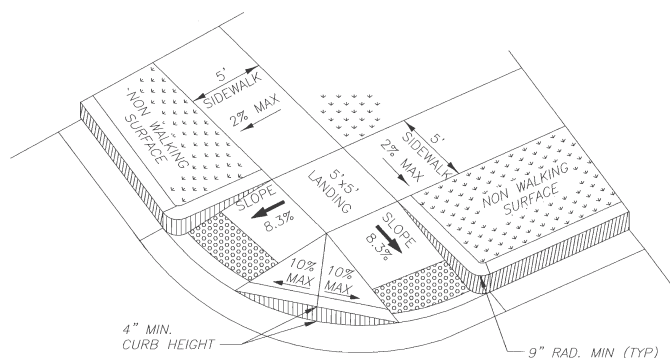 5'
SIDEWALK
2% MAX
NON WALKING
SURFACE
5'
SIDEWALK
2% MAX
5'x5'
LANDING
NON WALKING
SURFACE
SLOPE
8.3%
SLOPE
8.3%
10%
MAX
10%
MAX
4" MIN.
CURB HEIGHT
9" RAD. MIN (TYP)